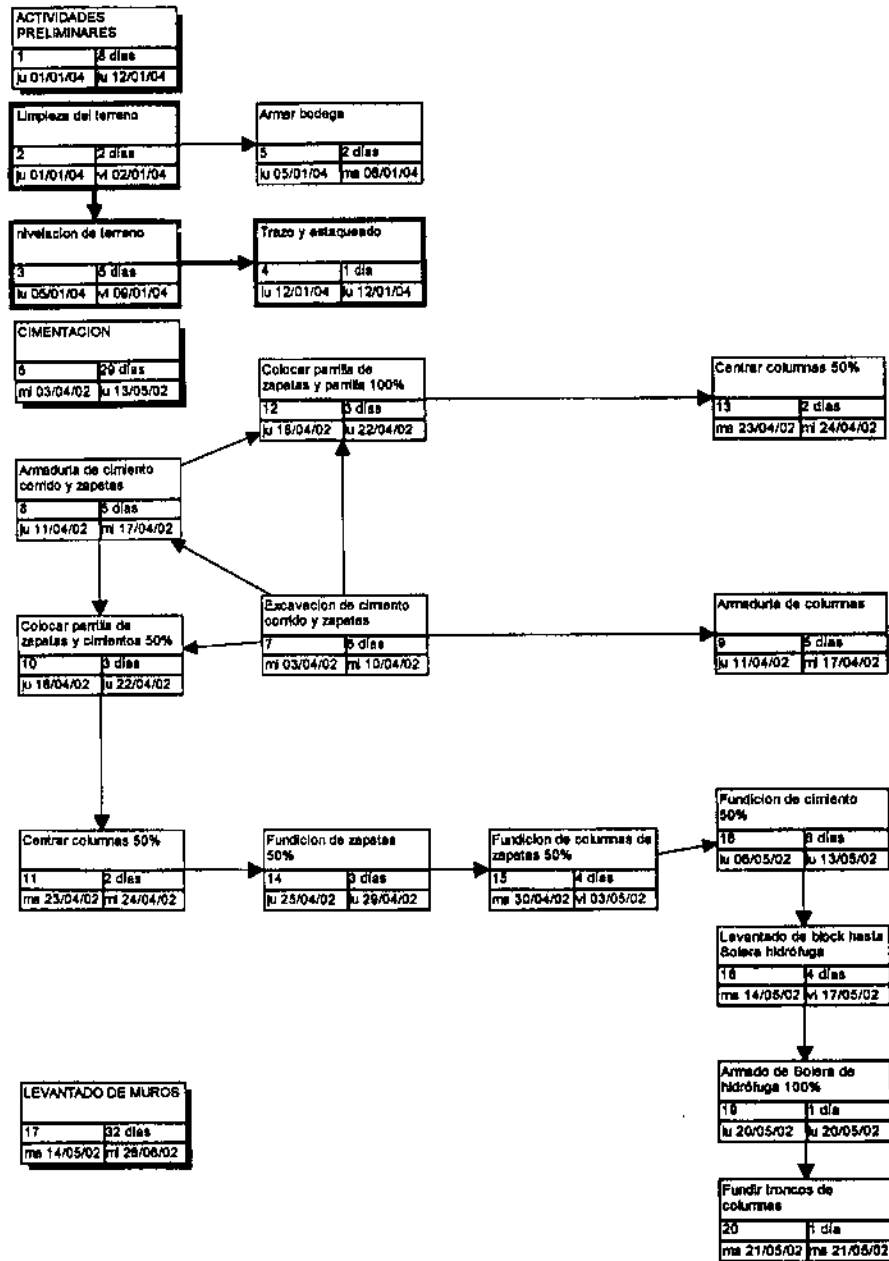 ACTIVIDADES
PRELIMINARES
1 8 días
ju 01/01/04 lu 12/01/04
Limpieza del terreno
2 2 días
ju 01/01/04 vi 02/01/04
Armar bodega
5 2 días
lu 05/01/04 ma 06/01/04
nivelacion de terreno
3 5 días
lu 05/01/04 vi 09/01/04
Trazo y estaqueado
4 1 día
lu 12/01/04 lu 12/01/04
CIMENTACION
6 29 días
mi 03/04/02 lu 13/05/02
Colocar parrilla de
zapatas y parrilla 100%
12 3 días
ju 18/04/02 lu 22/04/02
Centrar columnas 50%
13 2 días
ma 23/04/02 mi 24/04/02
Armaduria de cimiento
corrido y zapatas
8 5 días
ju 11/04/02 mi 17/04/02
Colocar parrilla de
zapatas y cimientos 50%
10 3 días
ju 18/04/02 lu 22/04/02
Excavacion de cimiento
corrido y zapatas
7 6 días
mi 03/04/02 mi 10/04/02
Armaduria de columnas
9 5 días
ju 11/04/02 mi 17/04/02
Centrar columnas 50%
11 2 días
ma 23/04/02 mi 24/04/02
Fundicion de zapatas
50%
14 3 días
ju 25/04/02 lu 29/04/02
Fundicion de columnas de
zapatas 50%
15 4 días
ma 30/04/02 vi 03/05/02
Fundicion de cimiento
50%
16 6 días
lu 06/05/02 lu 13/05/02
Levantado de block hasta
Solera hidrófuga
18 4 días
ma 14/05/02 vi 17/05/02
Armado de Solera de
hidrófuga 100%
19 1 día
lu 20/05/02 lu 20/05/02
LEVANTADO DE MUROS
17 32 días
ma 14/05/02 mi 26/06/02
Fundir troncos de
columnas
20 1 día
ma 21/05/02 ma 21/05/02